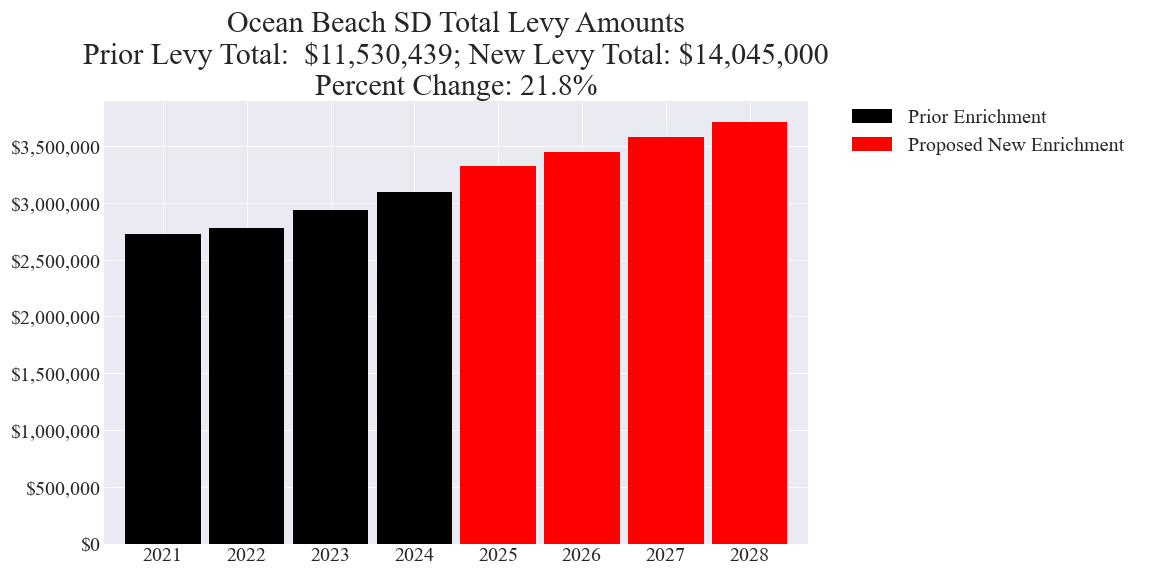 Ocean Beach SD Total Levy Amounts
Prior Levy Total:  $11,530,439; New Levy Total: $14,045,000
Percent Change: 21.8%
Prior Enrichment
Proposed New Enrichment
$3,500,000
$3,000,000
$2,500,000
$2,000,000
$1,500,000
$1,000,000
$500,000
$0
2021 2022 2023 2024 2025 2026 2027 2028